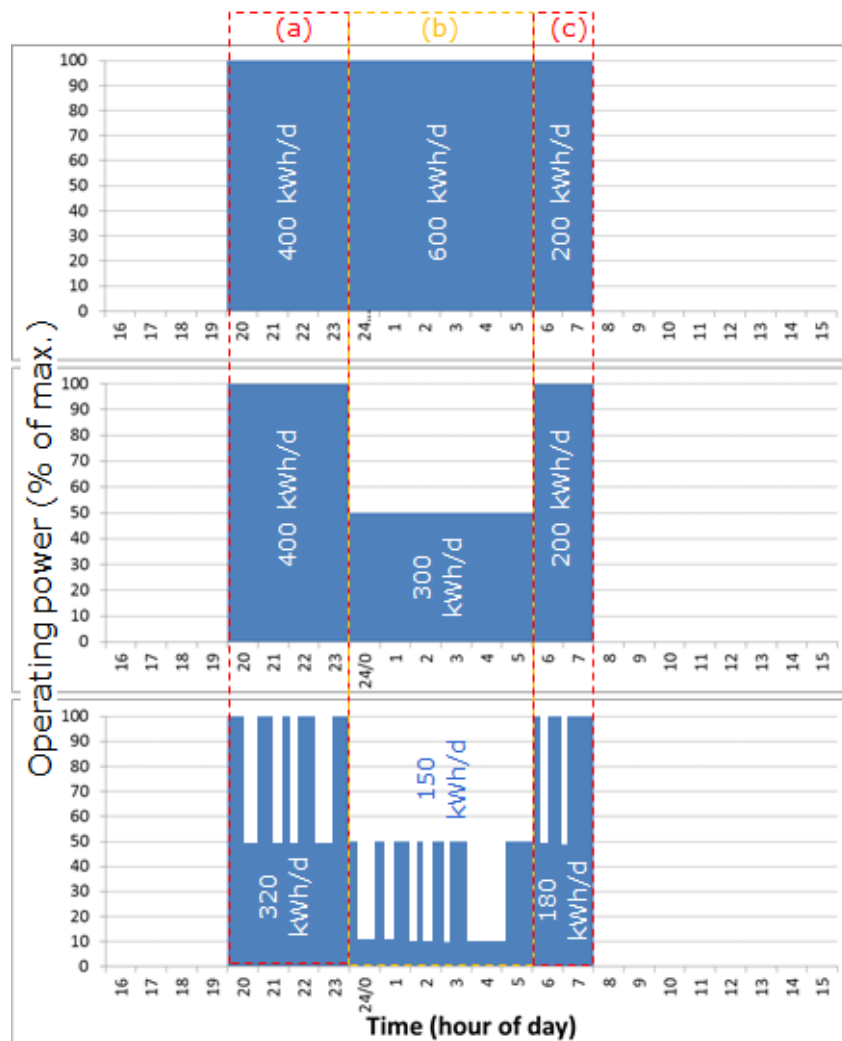 (a) (b) (c)
100
90
80
70
60
50
40
30
20
10
0
400 kWh/d
600 kWh/d
200 kWh/d
16 17 18 19 20 21 22 23 24... 1 2 3 4 5 6 7 8 9 10 11 12 13 14 15
Operating power (% of max.)
100
90
80
70
60
50
40
30
20
10
0
400 kWh/d
300
kWh/d
200 kWh/d
16 17 18 19 20 21 22 23 24/0 1 2 3 4 5 6 7 8 9 10 11 12 13 14 15
100
90
80
70
60
50
40
30
20
10
0
320
kWh/d
150
kWh/d
180
kWh/d
16 17 18 19 20 21 22 23 24/0 1 2 3 4 5 6 7 8 9 10 11 12 13 14 15
Time (hour of day)